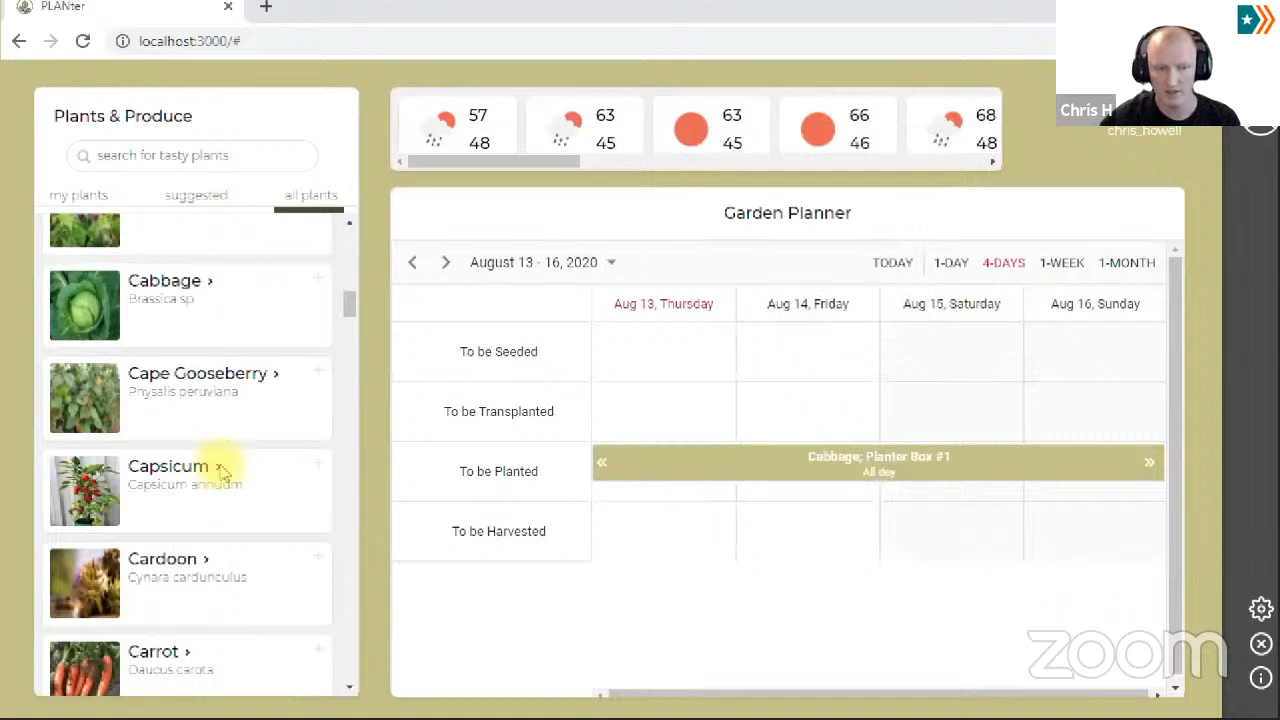 PLANter
localhost:3000/#
Chris H
chris_howell
Plants & Produce
search for tasty plants
my plants
suggested
all plants
Cabbage ›
Brassica sp
Cape Gooseberry ›
Physalis peruviana
Capsicum ›
Capsicum annuum
Cardoon ›
Cynara cardunculus
Carrot ›
Daucus carota
57
48
63
45
63
45
66
46
68
48
Garden Planner
August 13 - 16, 2020
TODAY
1-DAY
4-DAYS
1-WEEK
1-MONTH
Aug 13, Thursday
Aug 14, Friday
Aug 15, Saturday
Aug 16, Sunday
To be Seeded
To be Transplanted
To be Planted
« Cabbage; Planter Box #1 »
All day
To be Harvested
zoom